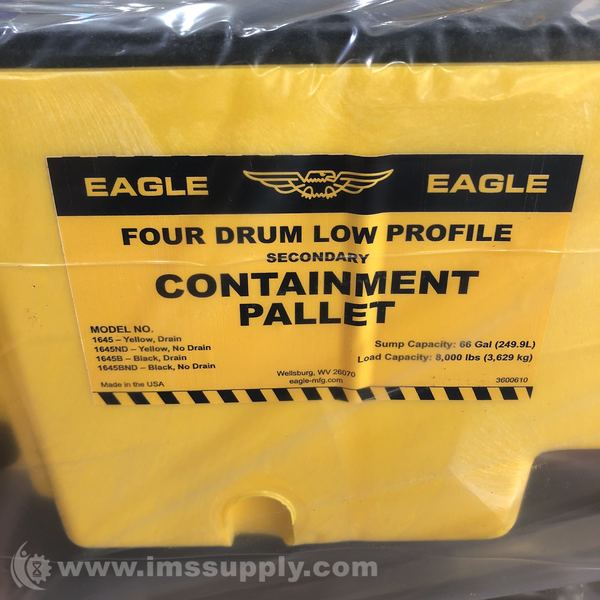 EAGLE EAGLE
FOUR DRUM LOW PROFILE
SECONDARY
CONTAINMENT
PALLET
MODEL NO.
1645 – Yellow, Drain
1645ND – Yellow, No Drain
1645B – Black, Drain
1645BND – Black, No Drain
Sump Capacity: 66 Gal (249.9L)
Load Capacity: 8,000 lbs (3,629 kg)
Made in the USA
Wellsburg, WV 26070
eagle-mfg.com
3600610
www.imssupply.com